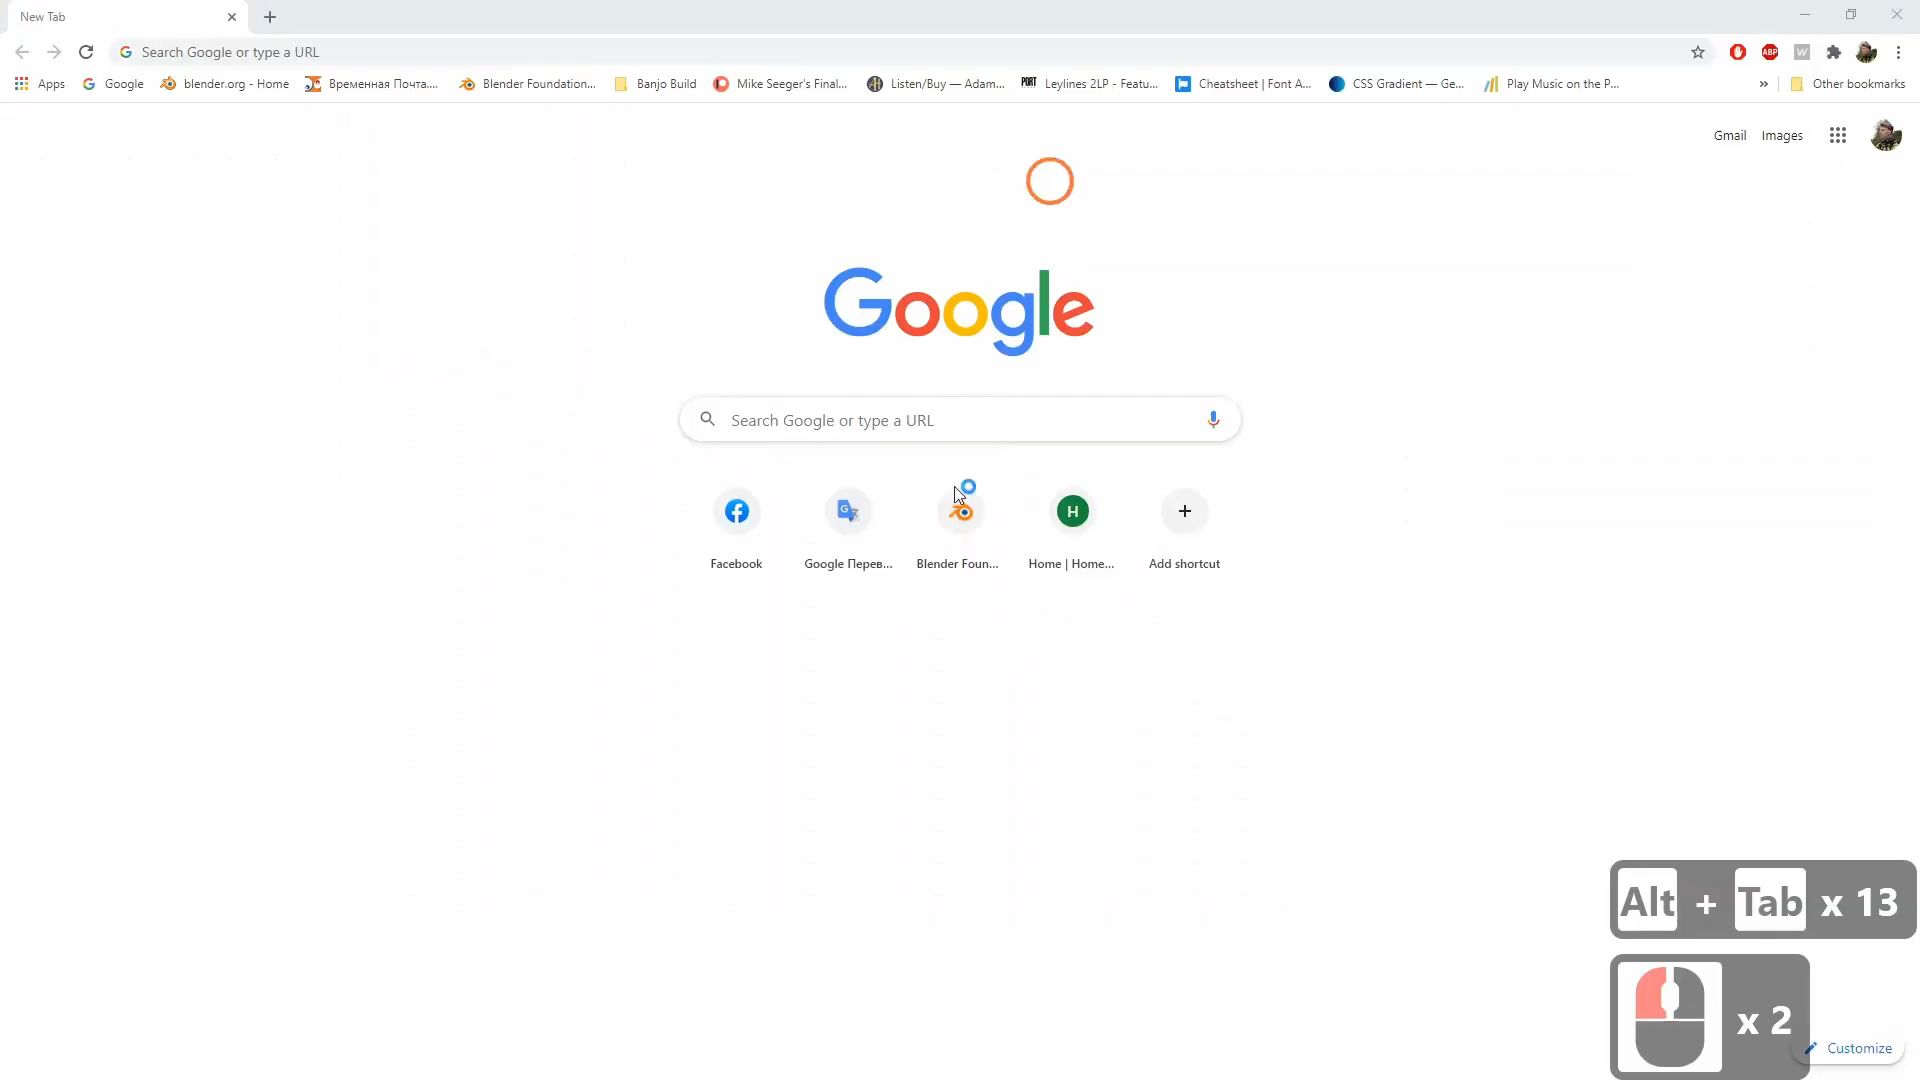 New Tab
Search Google or type a URL
ABP
W
Apps
Google
blender.org - Home
Временная Почта....
Blender Foundation...
Banjo Build
Mike Seeger's Final...
Listen/Buy — Adam...
PORT
Leylines 2LP - Featu...
Cheatsheet | Font A...
CSS Gradient — Ge...
Play Music on the P...
»
Other bookmarks
Gmail
Images
Google
Search Google or type a URL
H
Facebook
Google Перев...
Blender Foun...
Home | Home...
Add shortcut
Alt + Tab x 13
x 2
Customize